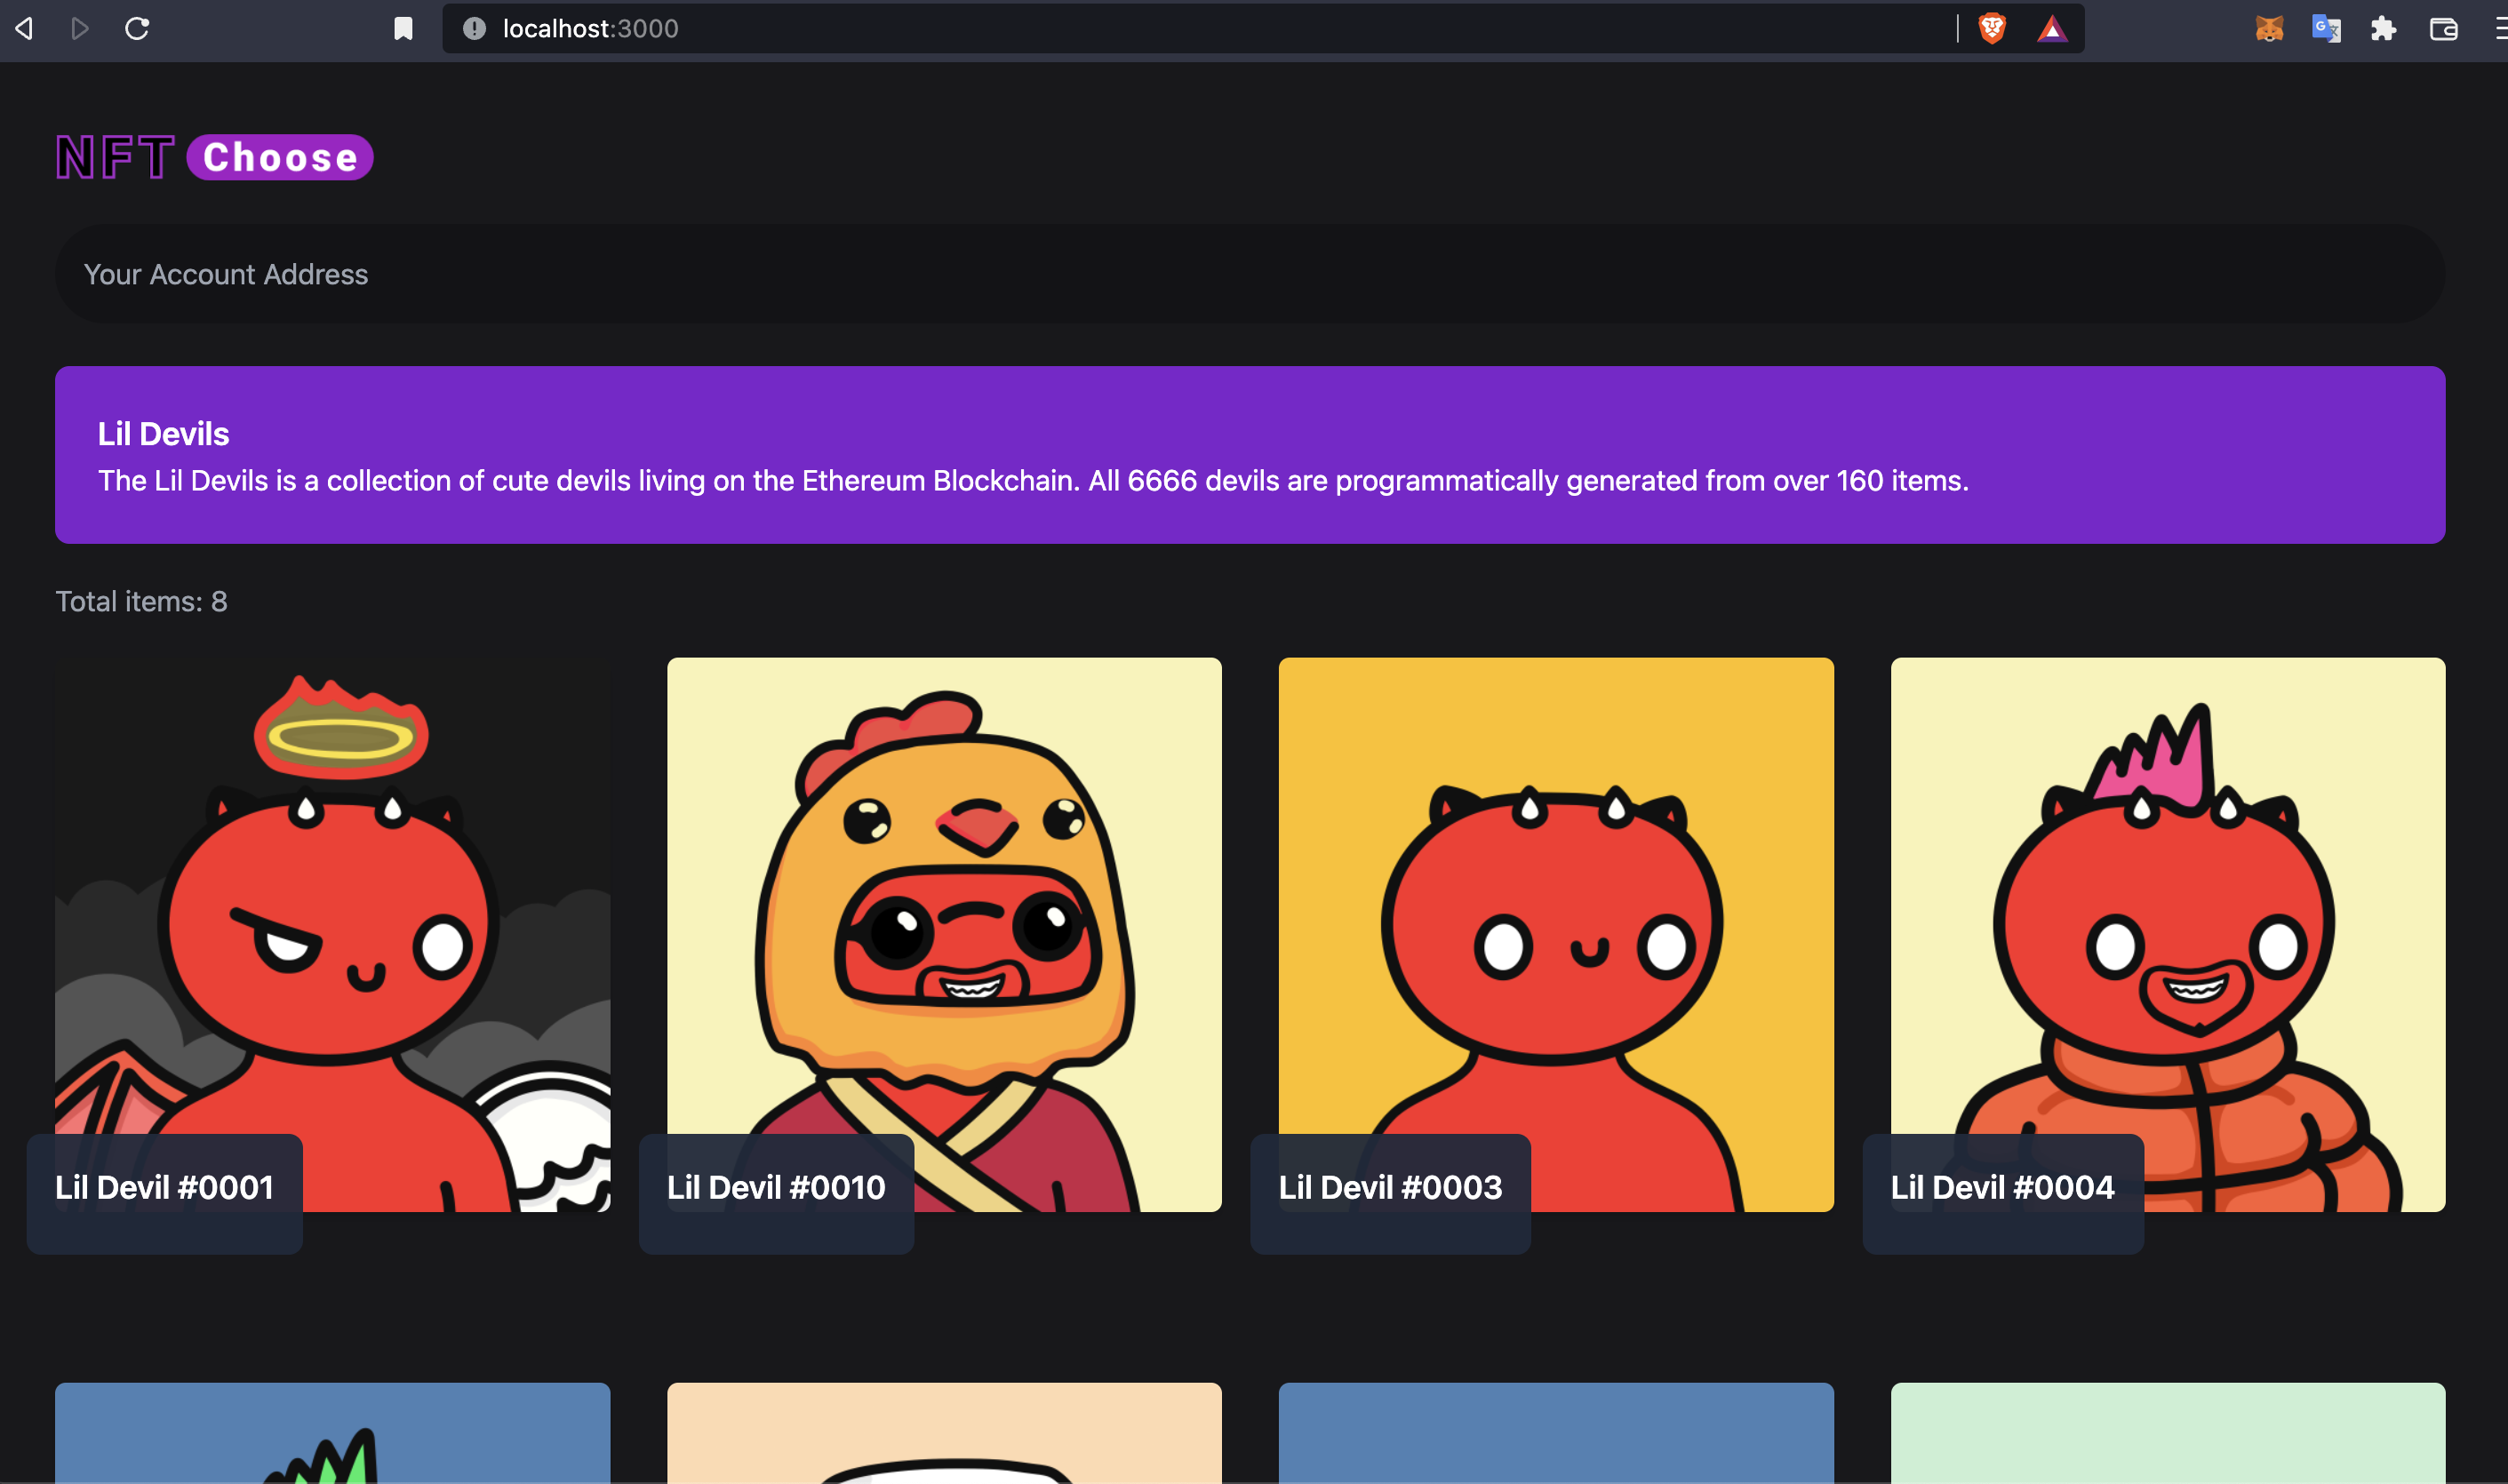 localhost:3000
NFT Choose
Your Account Address
Lil Devils
The Lil Devils is a collection of cute devils living on the Ethereum Blockchain. All 6666 devils are programmatically generated from over 160 items.
Total items: 8
Lil Devil #0001
Lil Devil #0010
Lil Devil #0003
Lil Devil #0004